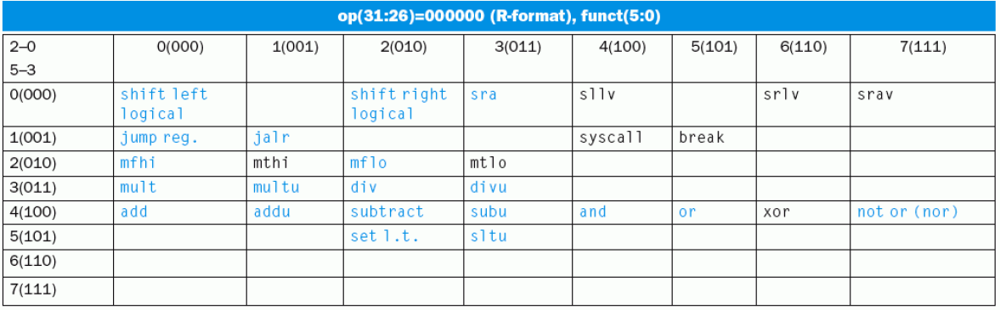 op(31:26)=000000 (R-format), funct(5:0)
2–0 0(000) 1(001) 2(010) 3(011) 4(100) 5(101) 6(110) 7(111)
5–3
0(000) shift left shift right sra sllv srlv srav
logical logical
1(001) jump reg. jalr syscall break
2(010) mfhi mthi mflo mtlo
3(011) mult multu div divu
4(100) add addu subtract subu and or xor not or (nor)
5(101) set l.t. sltu
6(110)
7(111)